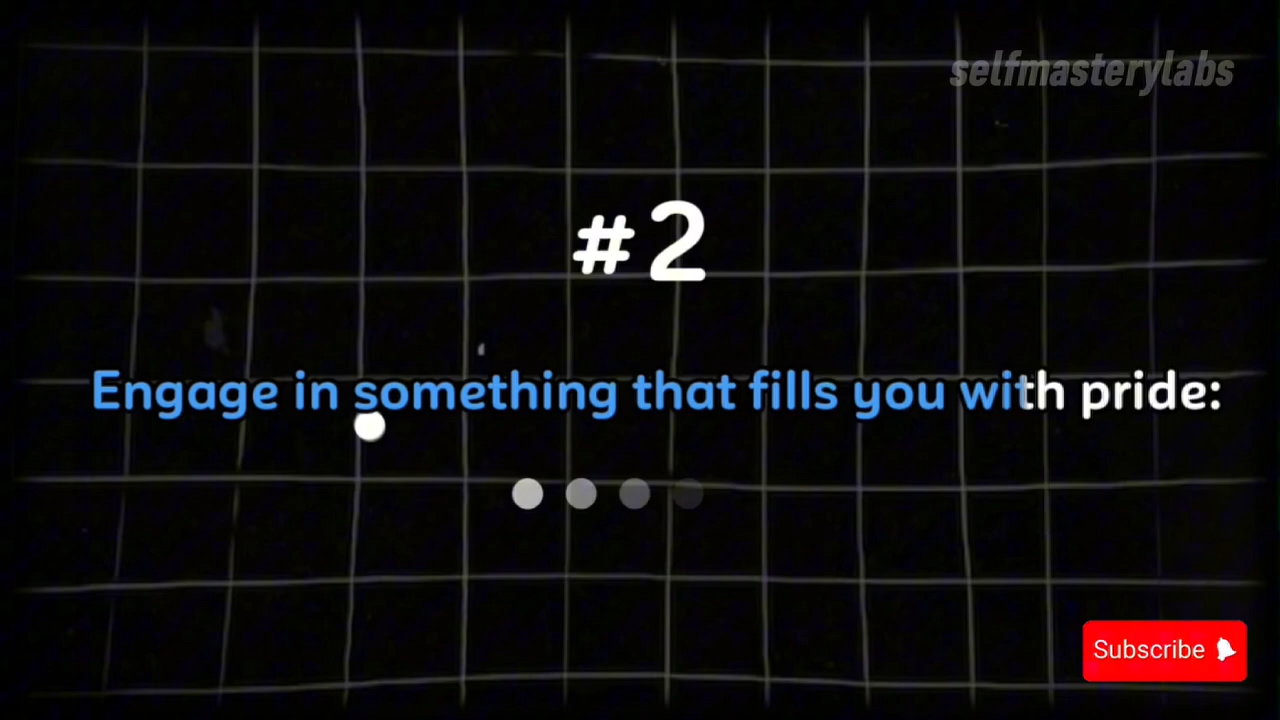 selfmasterylabs
#2
Engage in something that fills you with pride:
Subscribe